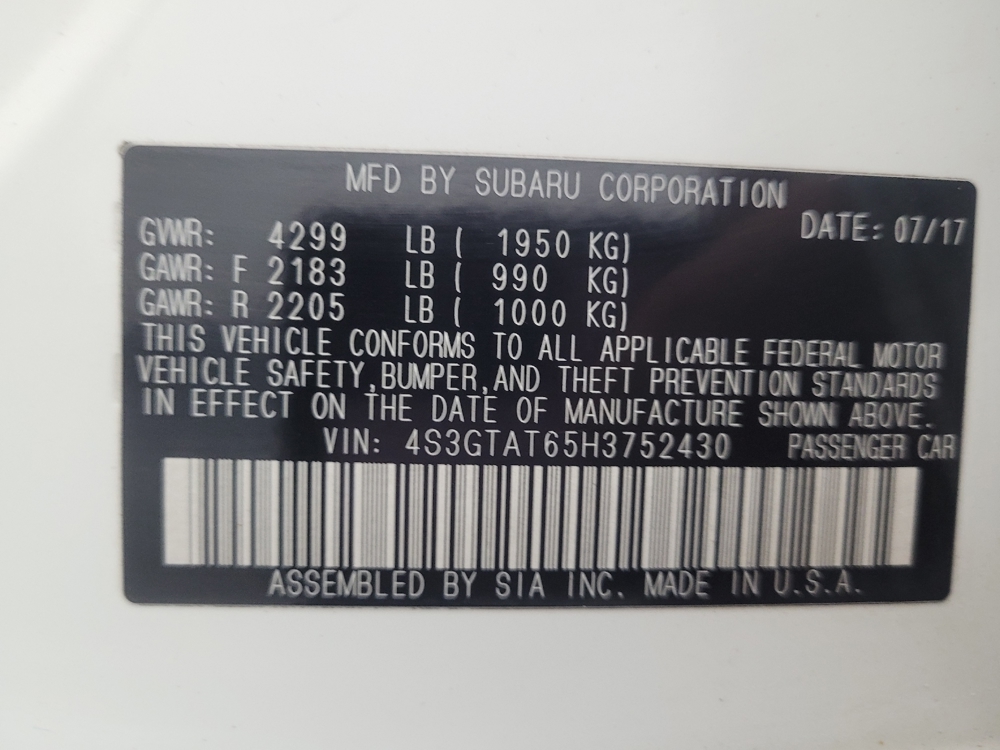 MFD BY SUBARU CORPORATION
DATE: 07/17
GVWR: 4299 LB ( 1950 KG)
GAWR: F 2183 LB ( 990 KG)
GAWR: R 2205 LB ( 1000 KG)
THIS VEHICLE CONFORMS TO ALL APPLICABLE FEDERAL MOTOR
VEHICLE SAFETY,BUMPER,AND THEFT PREVENTION STANDARDS
IN EFFECT ON THE DATE OF MANUFACTURE SHOWN ABOVE.
VIN: 4S3GTAT65H3752430 PASSENGER CAR
ASSEMBLED BY SIA INC. MADE IN U.S.A.